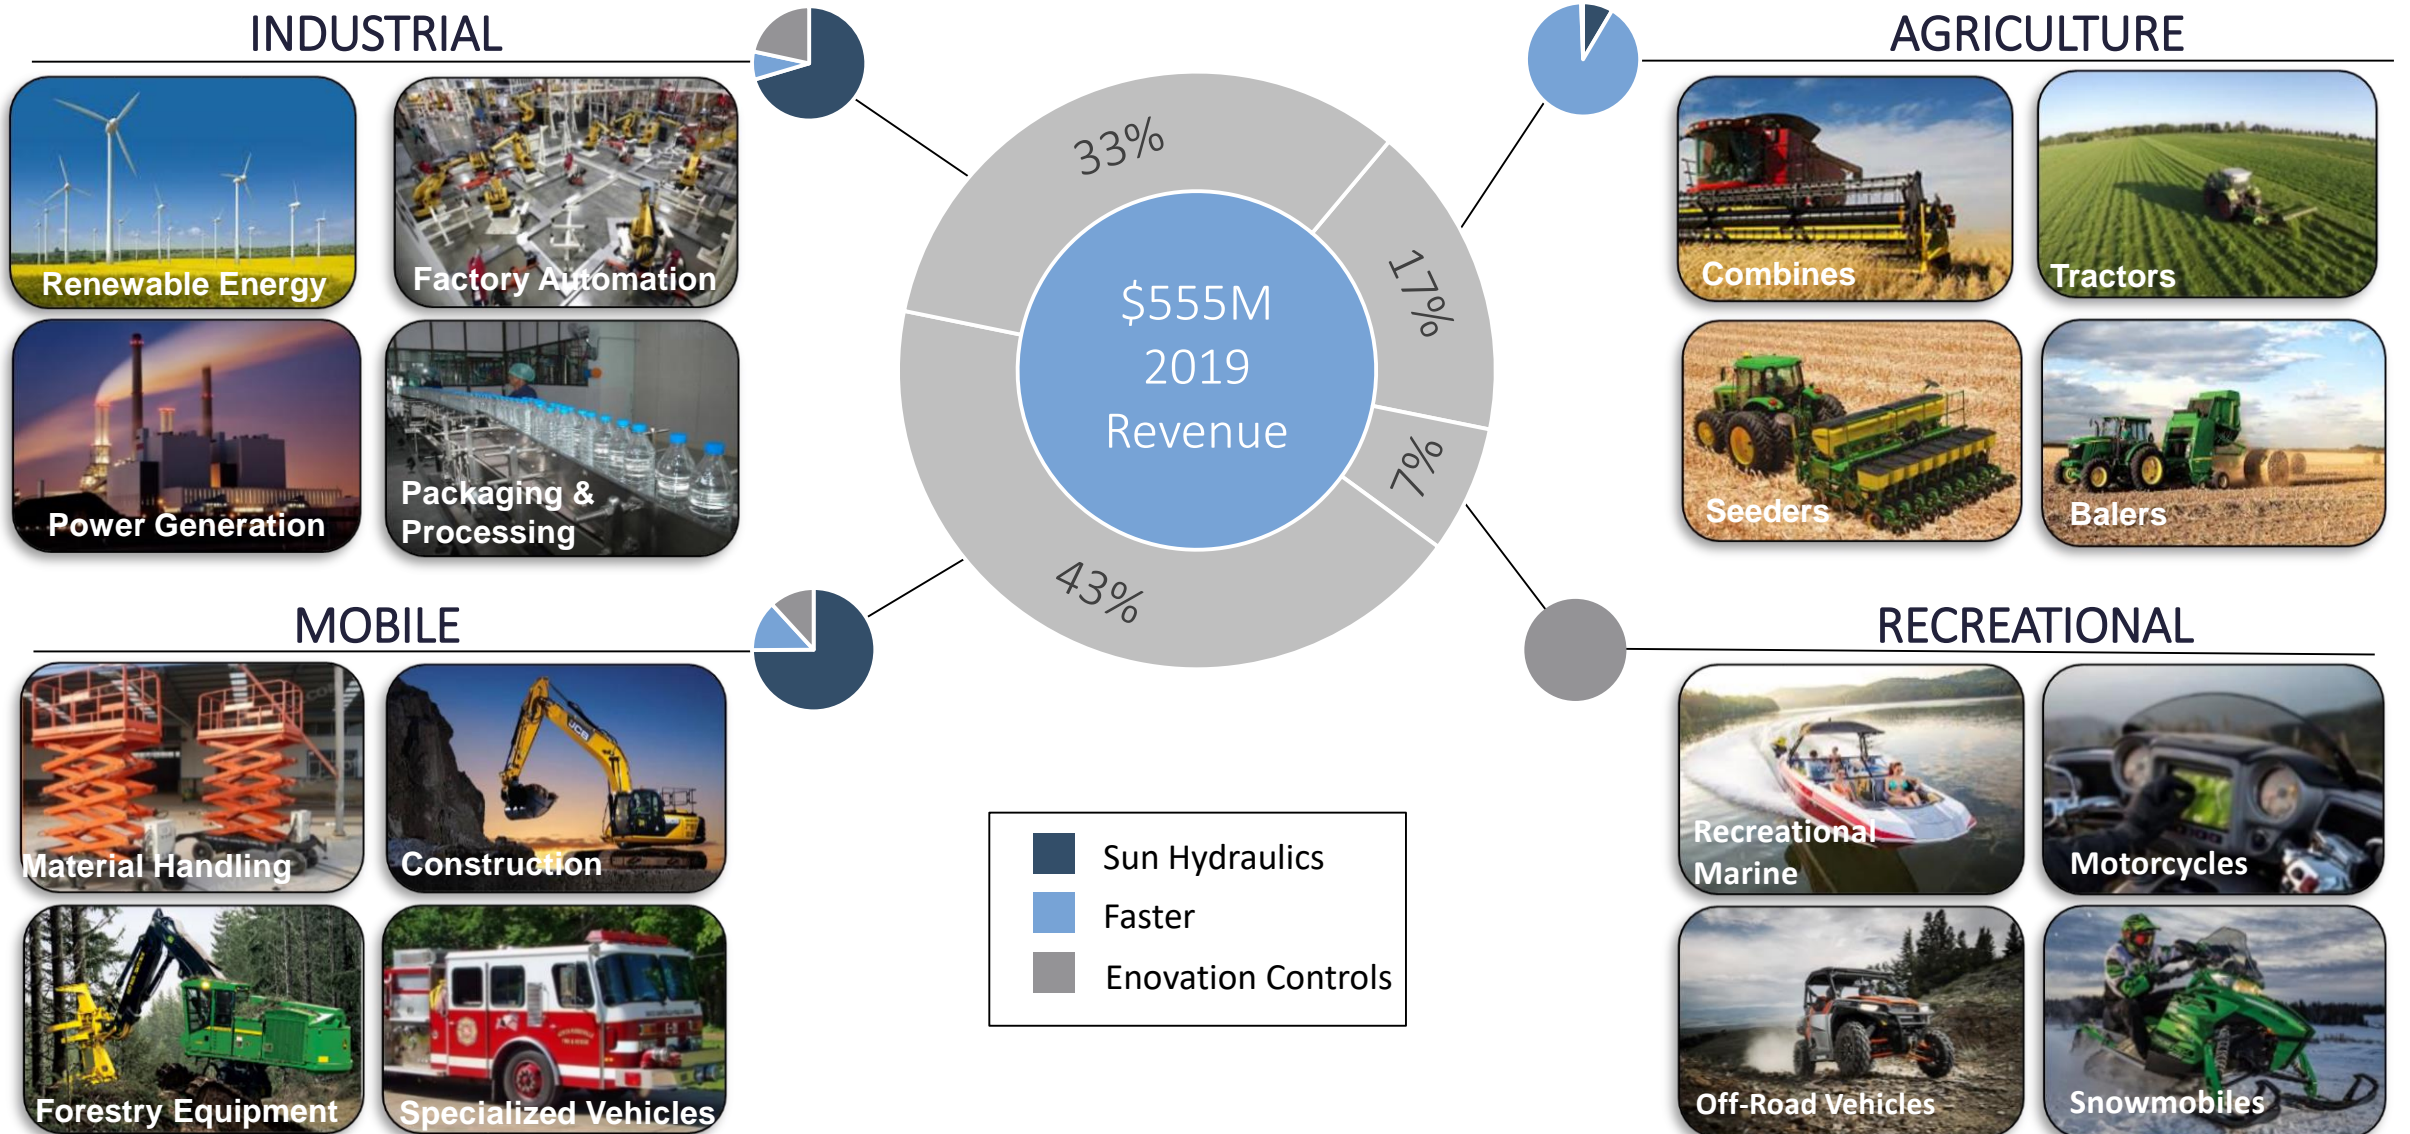 INDUSTRIAL
Renewable Energy
Factory Automation
Power Generation
Packaging &
Processing
MOBILE
Material Handling
Construction
JCB
Forestry Equipment
Specialized Vehicles
33%
17%
7%
43%
$555M
2019
Revenue
Sun Hydraulics
Faster
Enovation Controls
AGRICULTURE
Combines
Tractors
Seeders
Balers
RECREATIONAL
Recreational
Marine
Motorcycles
Off-Road Vehicles
Snowmobiles